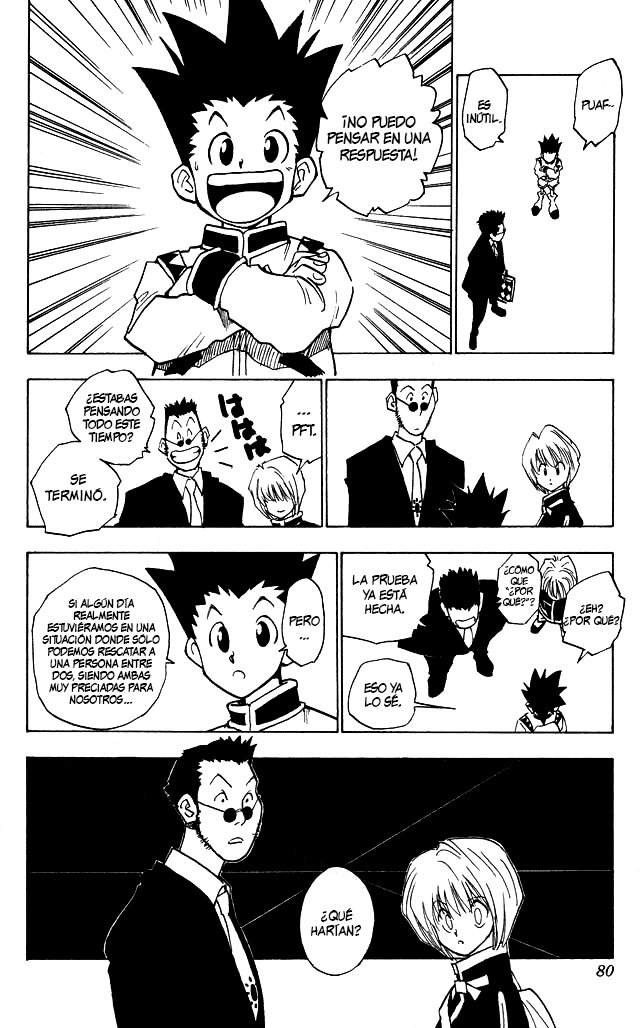 PUAF~
ES
INÚTIL.
¡NO PUEDO
PENSAR EN UNA
RESPUESTA!
...
PFT.
はははは
¿ESTABAS
PENSANDO
TODO ESTE
TIEMPO?
SE
TERMINÓ.
¿EH?
¿POR
QUÉ?
¿CÓMO
QUE
"¿POR
QUÉ?"?
LA PRUEBA
YA ESTÁ
HECHA.
ESO YA
LO SÉ.
PERO
...
SI ALGÚN DÍA
REALMENTE
ESTUVIÉRAMOS EN UNA
SITUACIÓN DONDE SÓLO
PODEMOS RESCATAR A
A UNA PERSONA ENTRE
DOS, SIENDO AMBAS
MUY PRECIADAS PARA
NOSOTROS...
¿QUÉ
HARÍAN?
80